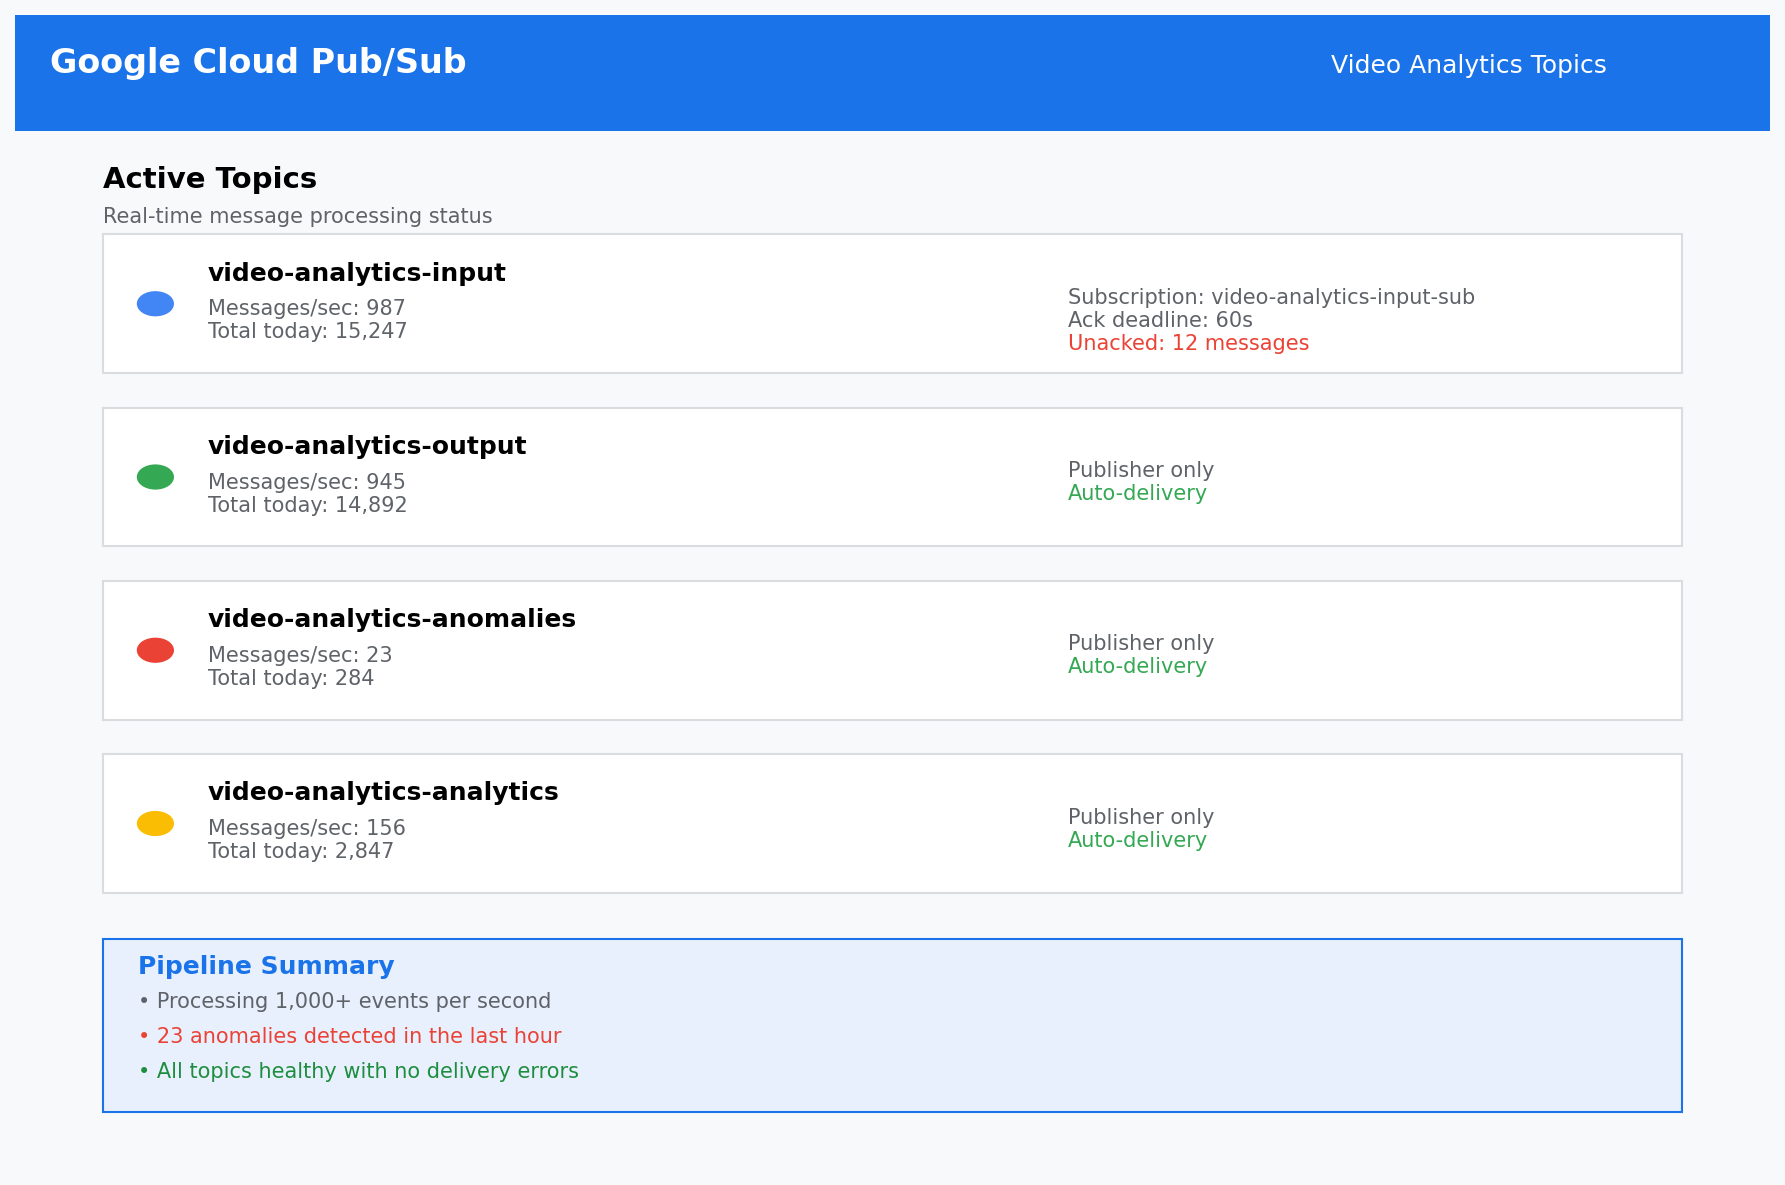 Google Cloud Pub/Sub
Video Analytics Topics
Active Topics
Real-time message processing status
video-analytics-input
Messages/sec: 987
Total today: 15,247
Subscription: video-analytics-input-sub
Ack deadline: 60s
Unacked: 12 messages
video-analytics-output
Messages/sec: 945
Total today: 14,892
Publisher only
Auto-delivery
video-analytics-anomalies
Messages/sec: 23
Total today: 284
Publisher only
Auto-delivery
video-analytics-analytics
Messages/sec: 156
Total today: 2,847
Publisher only
Auto-delivery
Pipeline Summary
• Processing 1,000+ events per second
• 23 anomalies detected in the last hour
• All topics healthy with no delivery errors